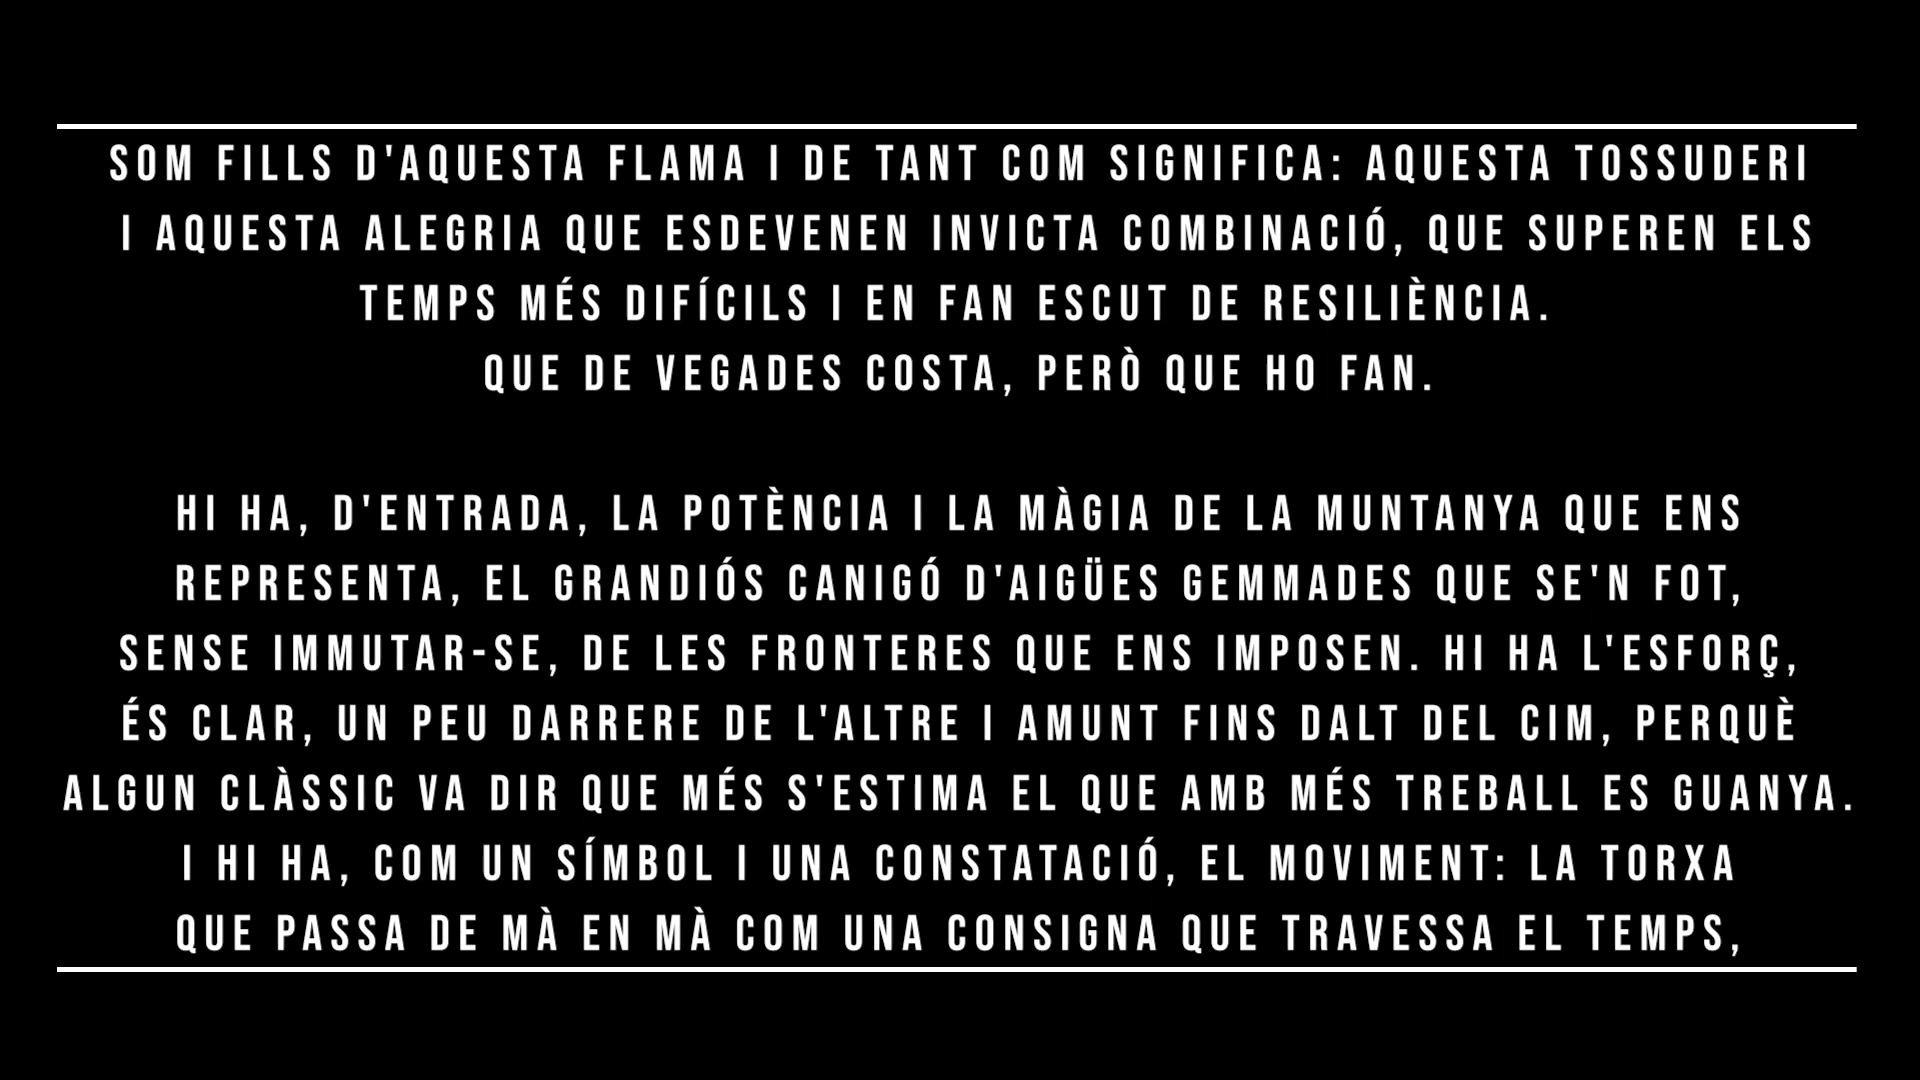 SOM FILLS D'AQUESTA FLAMA I DE TANT COM SIGNIFICA: AQUESTA TOSSUDERI
I AQUESTA ALEGRIA QUE ESDEVENEN INVICTA COMBINACIÓ, QUE SUPEREN ELS
TEMPS MÉS DIFÍCILS I EN FAN ESCUT DE RESILIÈNCIA.
QUE DE VEGADES COSTA, PERÒ QUE HO FAN.
HI HA, D'ENTRADA, LA POTÈNCIA I LA MÀGIA DE LA MUNTANYA QUE ENS
REPRESENTA, EL GRANDIÓS CANIGÓ D'AIGÜES GEMMADES QUE SE'N FOT,
SENSE IMMUTAR-SE, DE LES FRONTERES QUE ENS IMPOSEN. HI HA L'ESFORÇ,
ÉS CLAR, UN PEU DARRERE DE L'ALTRE I AMUNT FINS DALT DEL CIM, PERQUÈ
ALGUN CLÀSSIC VA DIR QUE MÉS S'ESTIMA EL QUE AMB MÉS TREBALL ES GUANYA.
I HI HA, COM UN SÍMBOL I UNA CONSTATACIÓ, EL MOVIMENT: LA TORXA
QUE PASSA DE MÀ EN MÀ COM UNA CONSIGNA QUE TRAVESSA EL TEMPS,